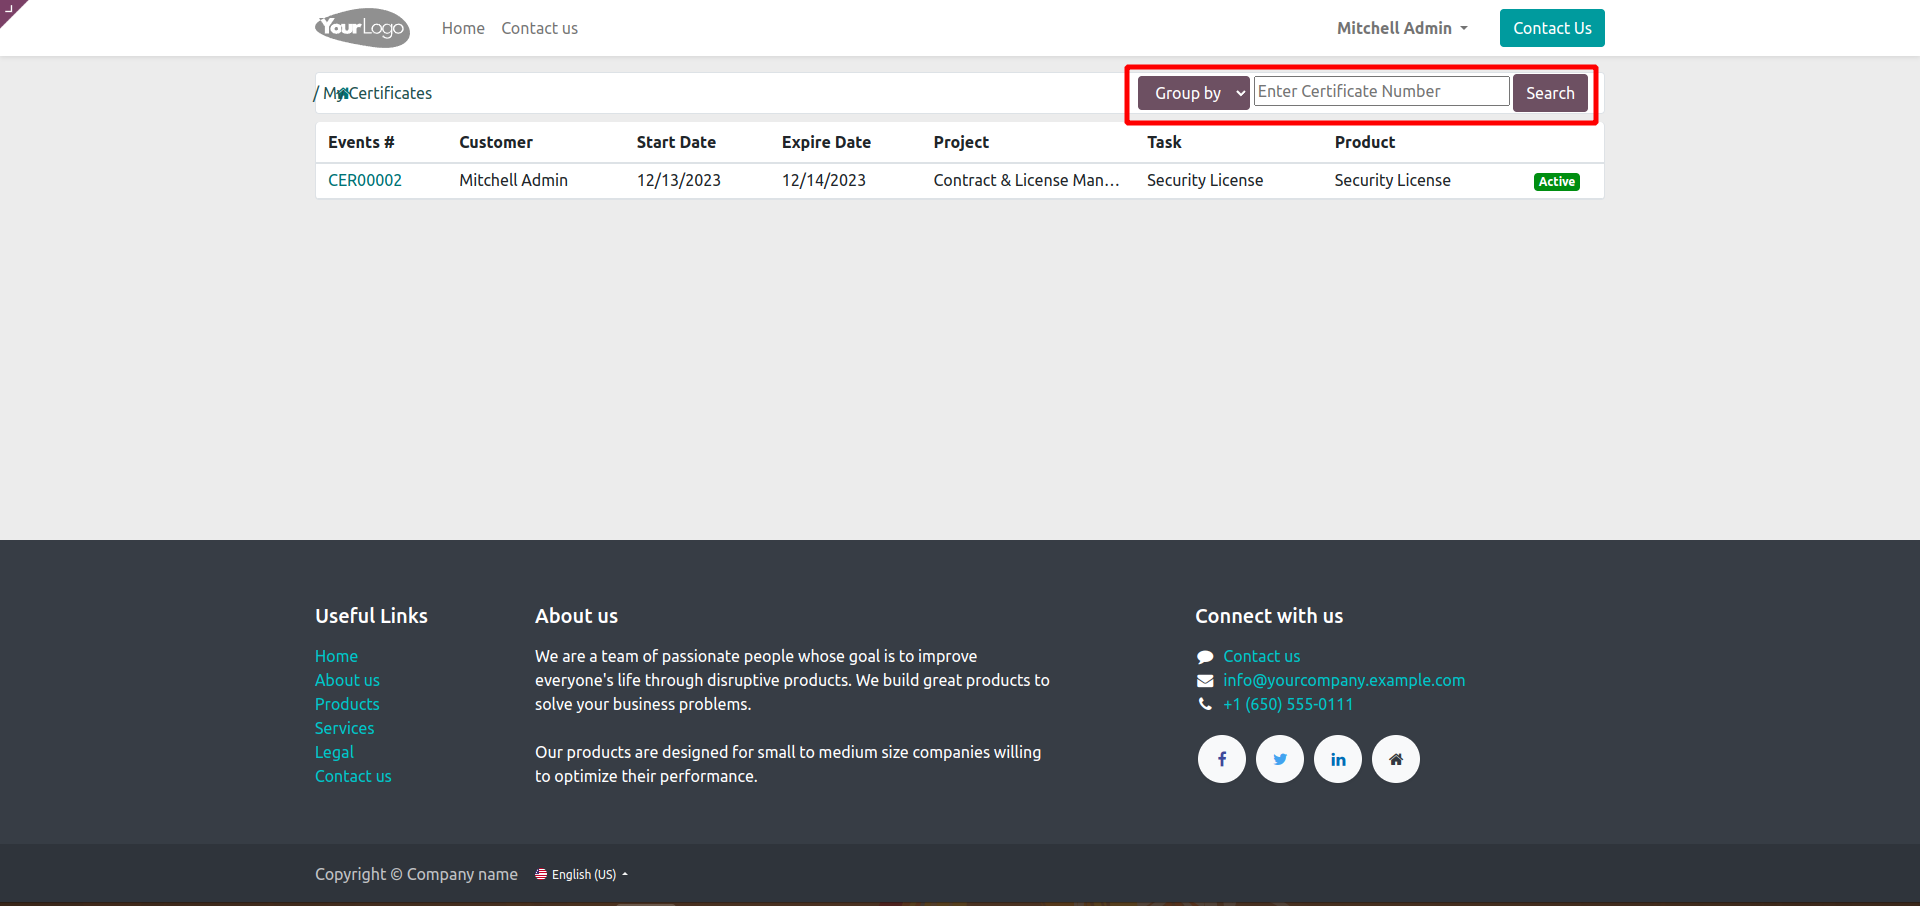 YourLogo Home Contact us Mitchell Admin Contact Us
/ My Certificates Group by Enter Certificate Number Search
Events # Customer Start Date Expire Date Project Task Product
CER00002 Mitchell Admin 12/13/2023 12/14/2023 Contract & License Man... Security License Security License Active
Useful Links
Home
About us
Products
Services
Legal
Contact us
About us
We are a team of passionate people whose goal is to improve
everyone's life through disruptive products. We build great products to
solve your business problems.
Our products are designed for small to medium size companies willing
to optimize their performance.
Connect with us
Contact us
info@yourcompany.example.com
+1 (650) 555-0111
Copyright © Company name English (US)